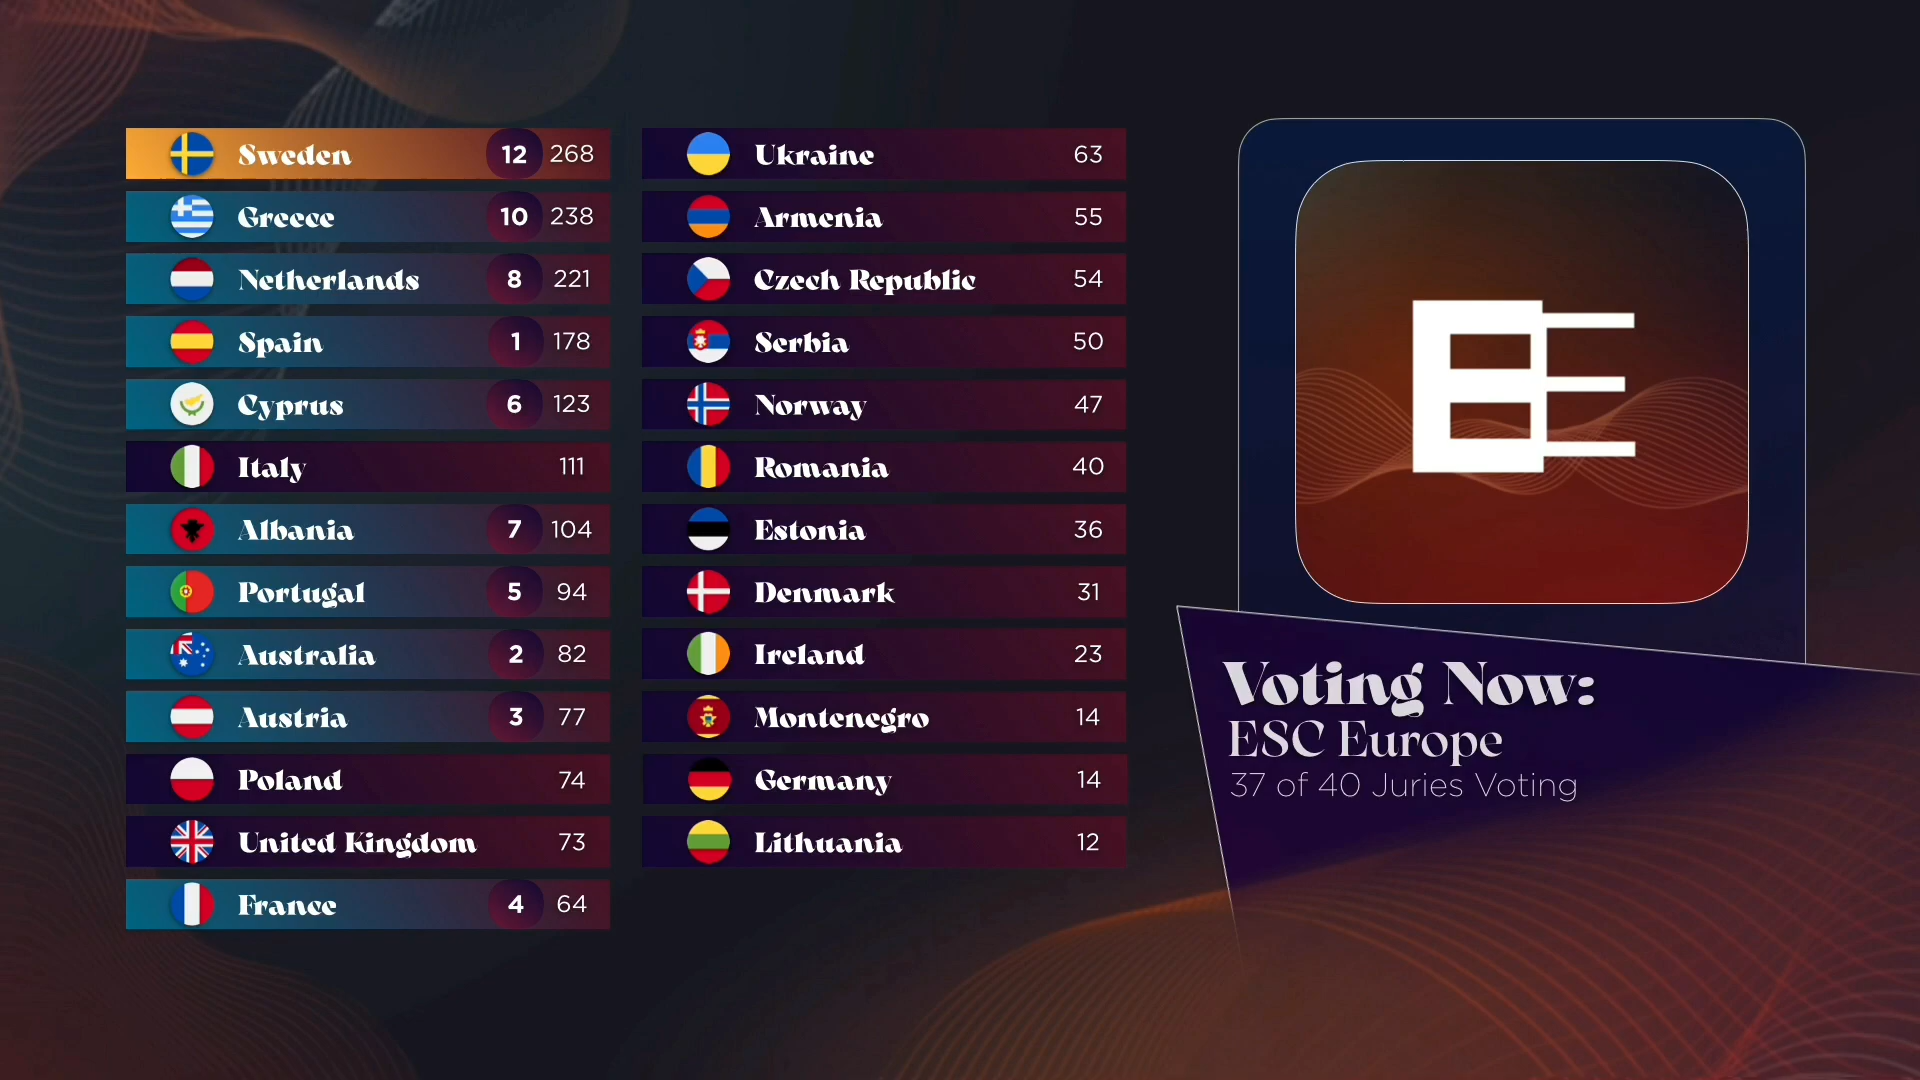 Sweden 12 268
Greece 10 238
Netherlands 8 221
Spain 1 178
Cyprus 6 123
Italy 111
Albania 7 104
Portugal 5 94
Australia 2 82
Austria 3 77
Poland 74
United Kingdom 73
France 4 64
Ukraine 63
Armenia 55
Czech Republic 54
Serbia 50
Norway 47
Romania 40
Estonia 36
Denmark 31
Ireland 23
Montenegro 14
Germany 14
Lithuania 12
Voting Now:
ESC Europe
37 of 40 Juries Voting